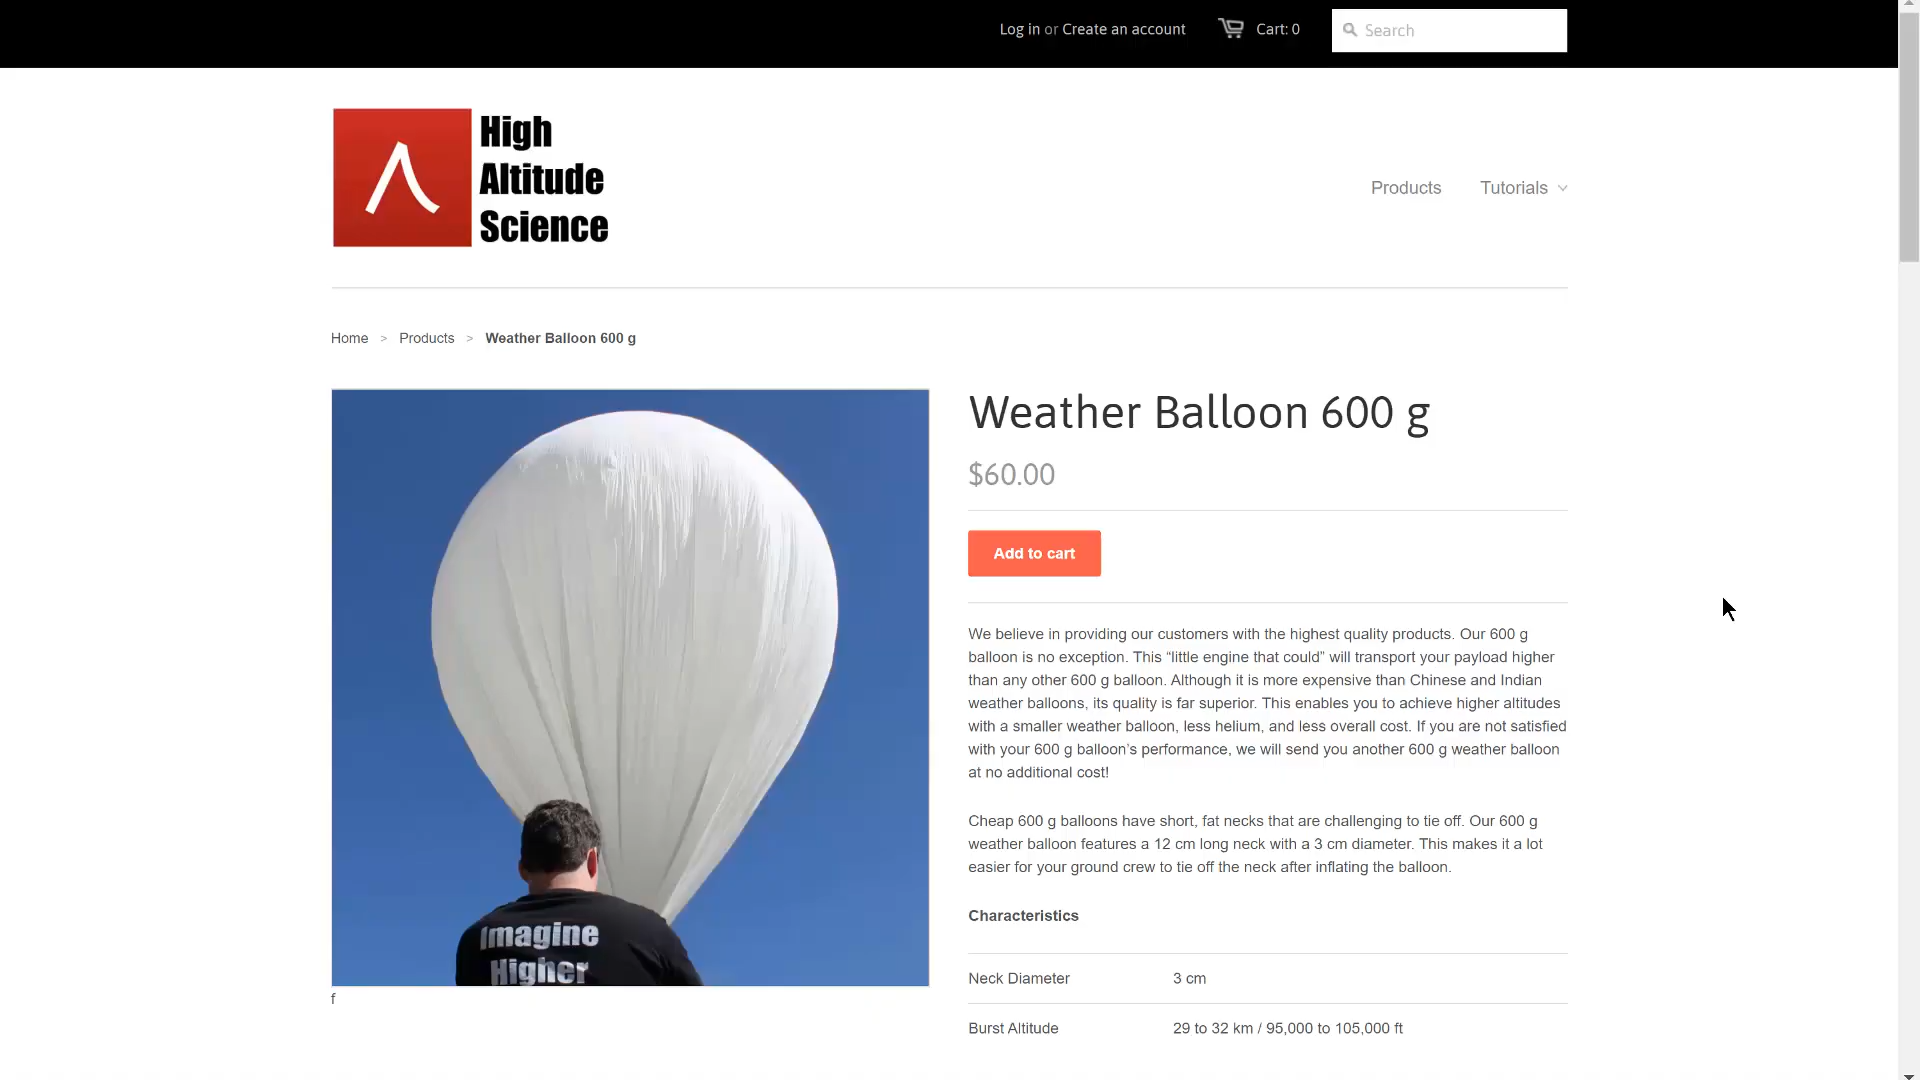 Log in or Create an account
Cart: 0
Search
High
Altitude
Science
Products
Tutorials
Home > Products > Weather Balloon 600 g
Imagine
Higher
f
Weather Balloon 600 g
$60.00
Add to cart
We believe in providing our customers with the highest quality products. Our 600 g
balloon is no exception. This “little engine that could” will transport your payload higher
than any other 600 g balloon. Although it is more expensive than Chinese and Indian
weather balloons, its quality is far superior. This enables you to achieve higher altitudes
with a smaller weather balloon, less helium, and less overall cost. If you are not satisfied
with your 600 g balloon’s performance, we will send you another 600 g weather balloon
at no additional cost!
Cheap 600 g balloons have short, fat necks that are challenging to tie off. Our 600 g
weather balloon features a 12 cm long neck with a 3 cm diameter. This makes it a lot
easier for your ground crew to tie off the neck after inflating the balloon.
Characteristics
Neck Diameter 3 cm
Burst Altitude 29 to 32 km / 95,000 to 105,000 ft